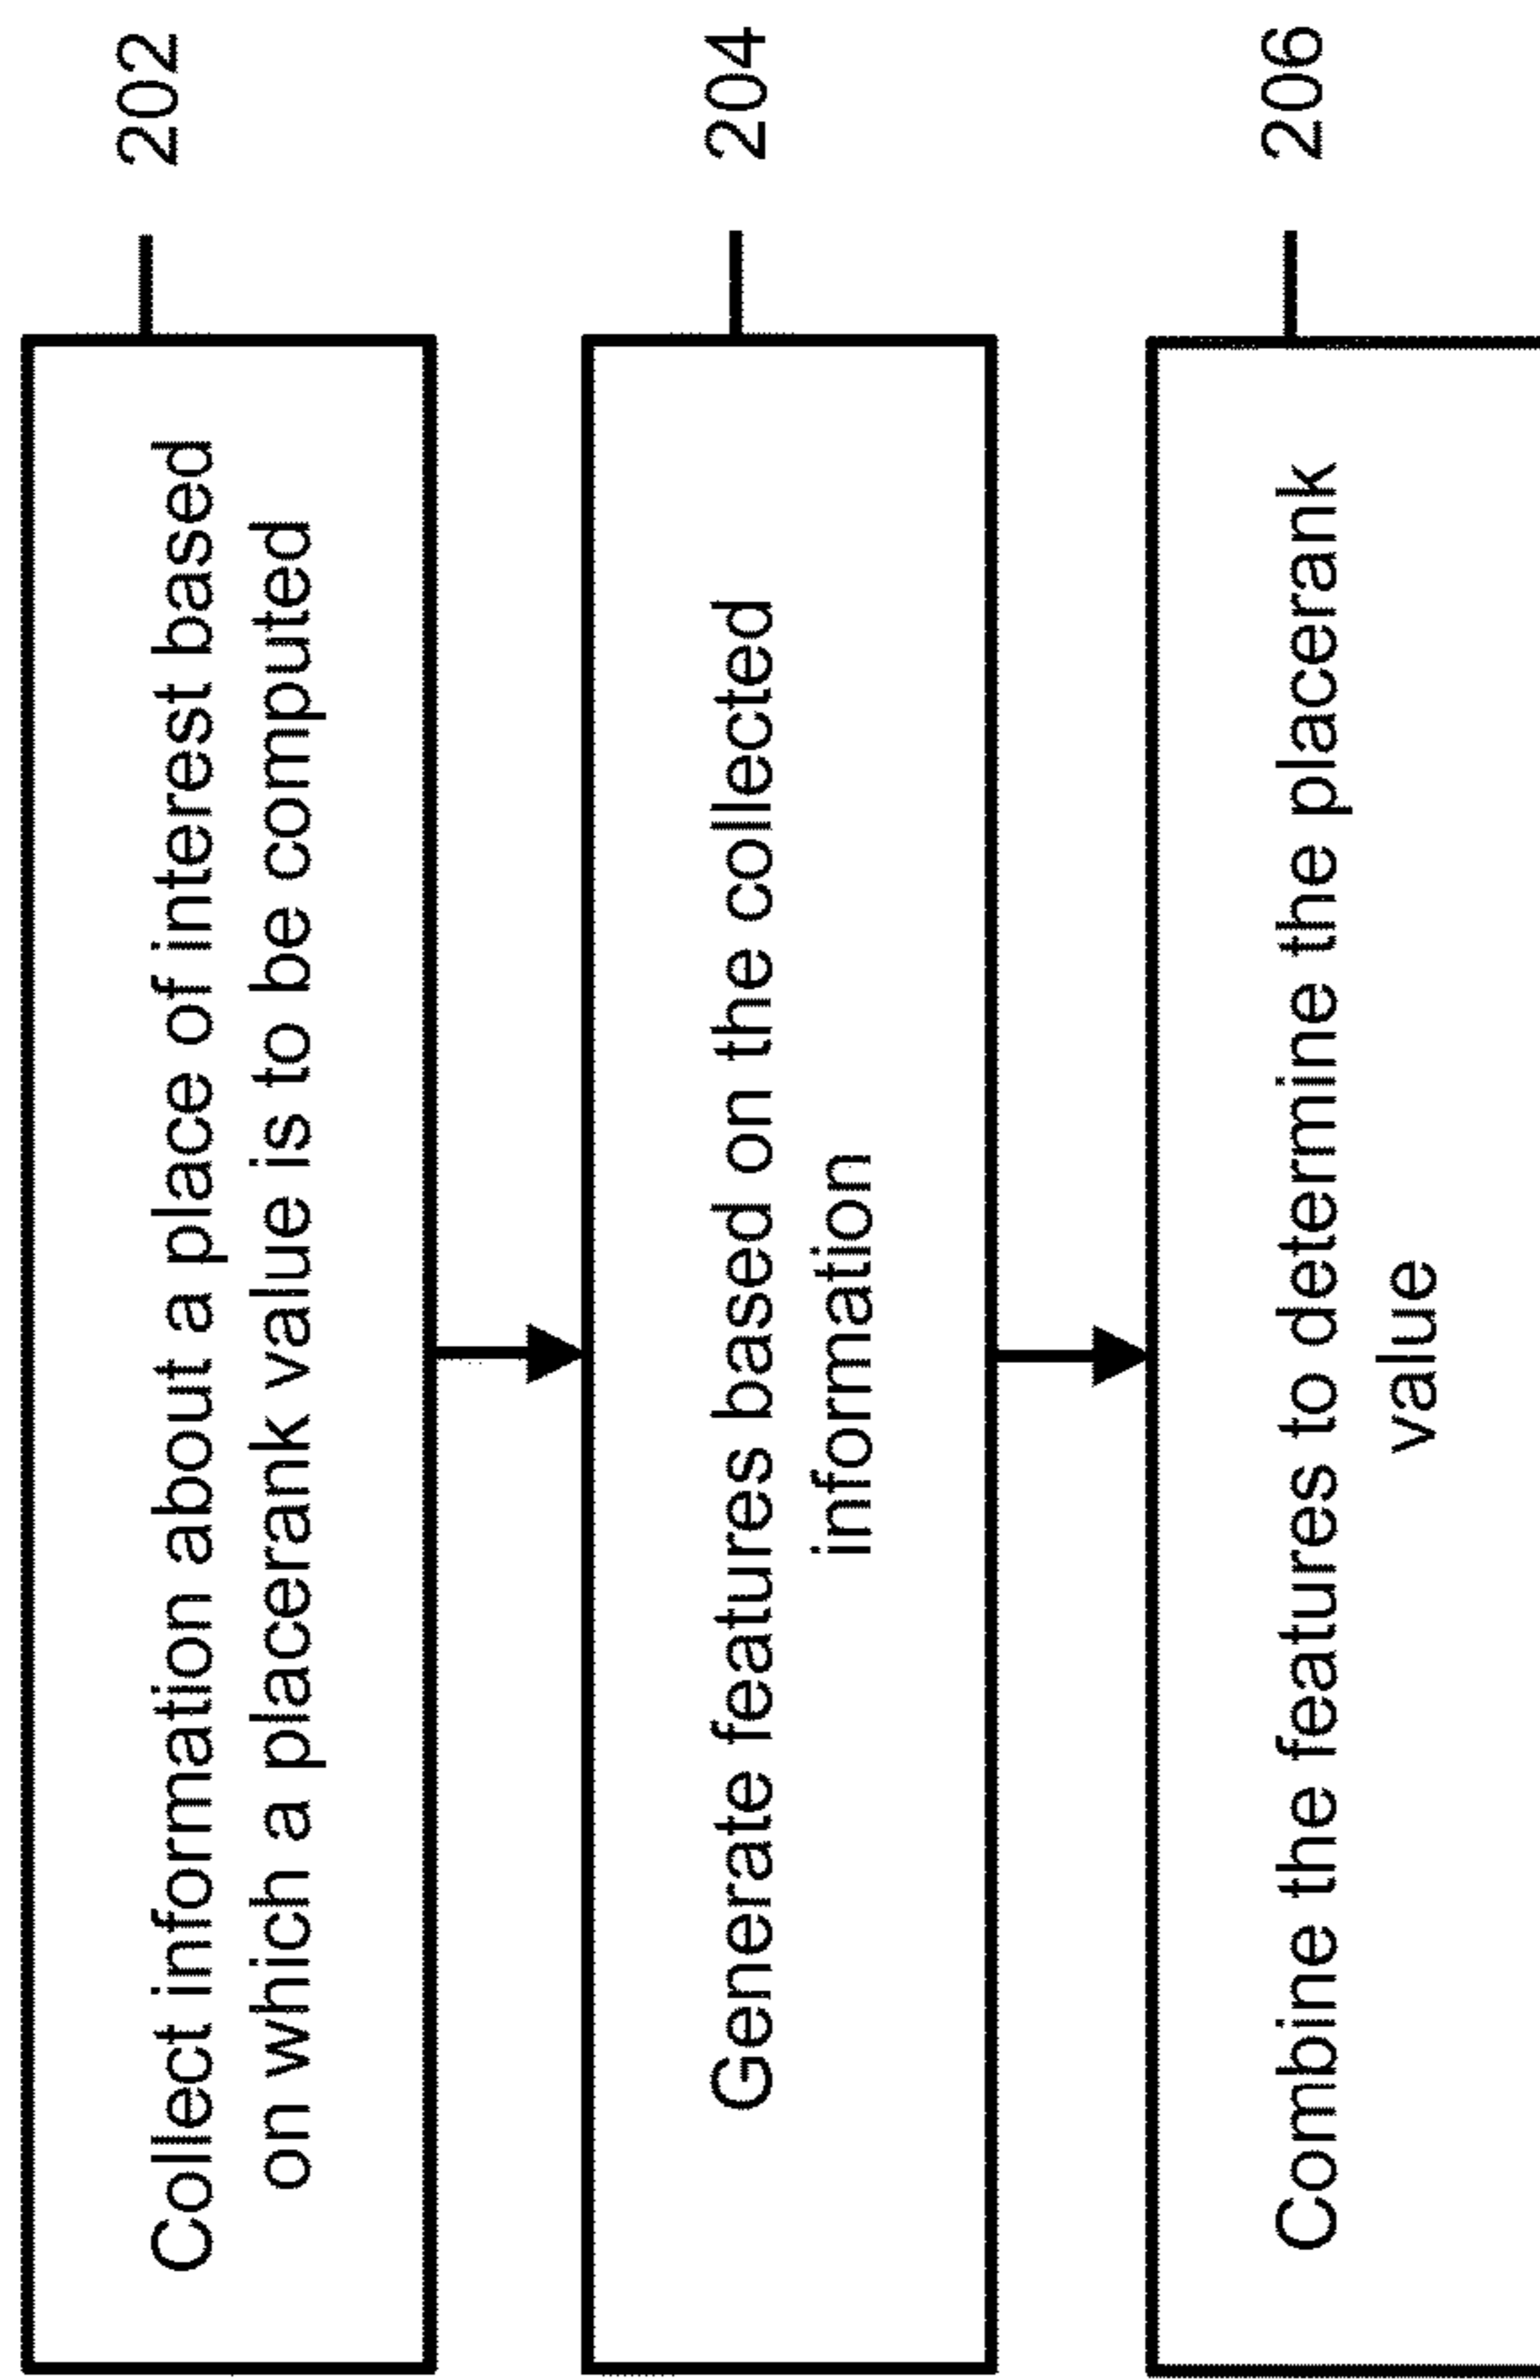 Collect information about a place of interest based
on which a placerank value is to be computed
202
Generate features based on the collected
information
204
Combine the features to determine the placerank
value
206